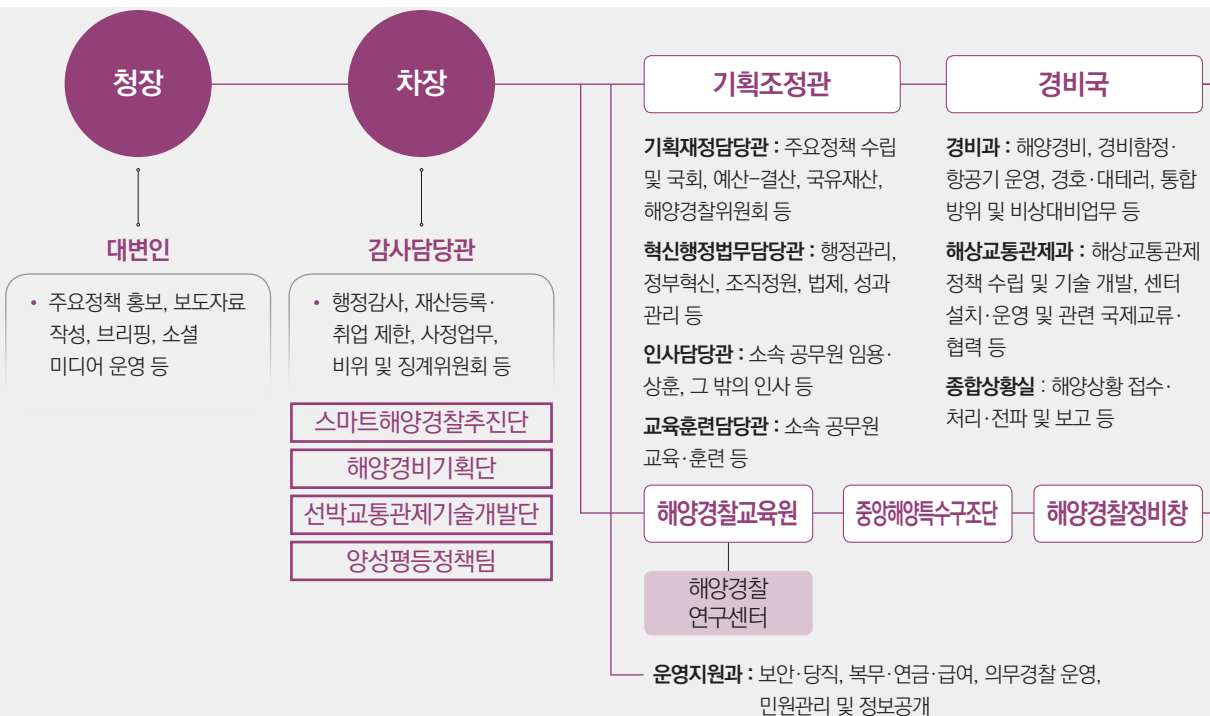 청장
차장
기획조정관
경비국
대변인
• 주요정책 홍보, 보도자료
작성, 브리핑, 소셜
미디어 운영 등
감사담당관
• 행정감사, 재산등록·
취업 제한, 사정업무,
비위 및 징계위원회 등
스마트해양경찰추진단
해양경비기획단
선박교통관제기술개발단
양성평등정책팀
기획재정담당관 : 주요정책 수립
및 국회, 예산-결산, 국유재산,
해양경찰위원회 등
혁신행정법무담당관 : 행정관리,
정부혁신, 조직정원, 법제, 성과
관리 등
인사담당관 : 소속 공무원 임용·
상훈, 그 밖의 인사 등
교육훈련담당관 : 소속 공무원
교육·훈련 등
경비과 : 해양경비, 경비함정·
항공기 운영, 경호·대테러, 통합
방위 및 비상대비업무 등
해상교통관제과 : 해상교통관제
정책 수립 및 기술 개발, 센터
설치·운영 및 관련 국제교류·
협력 등
종합상황실 : 해양상황 접수·
처리·전파 및 보고 등
해양경찰교육원
중앙해양특수구조단
해양경찰정비창
해양경찰
연구센터
운영지원과 : 보안·당직, 복무·연금·급여, 의무경찰 운영,
민원관리 및 정보공개